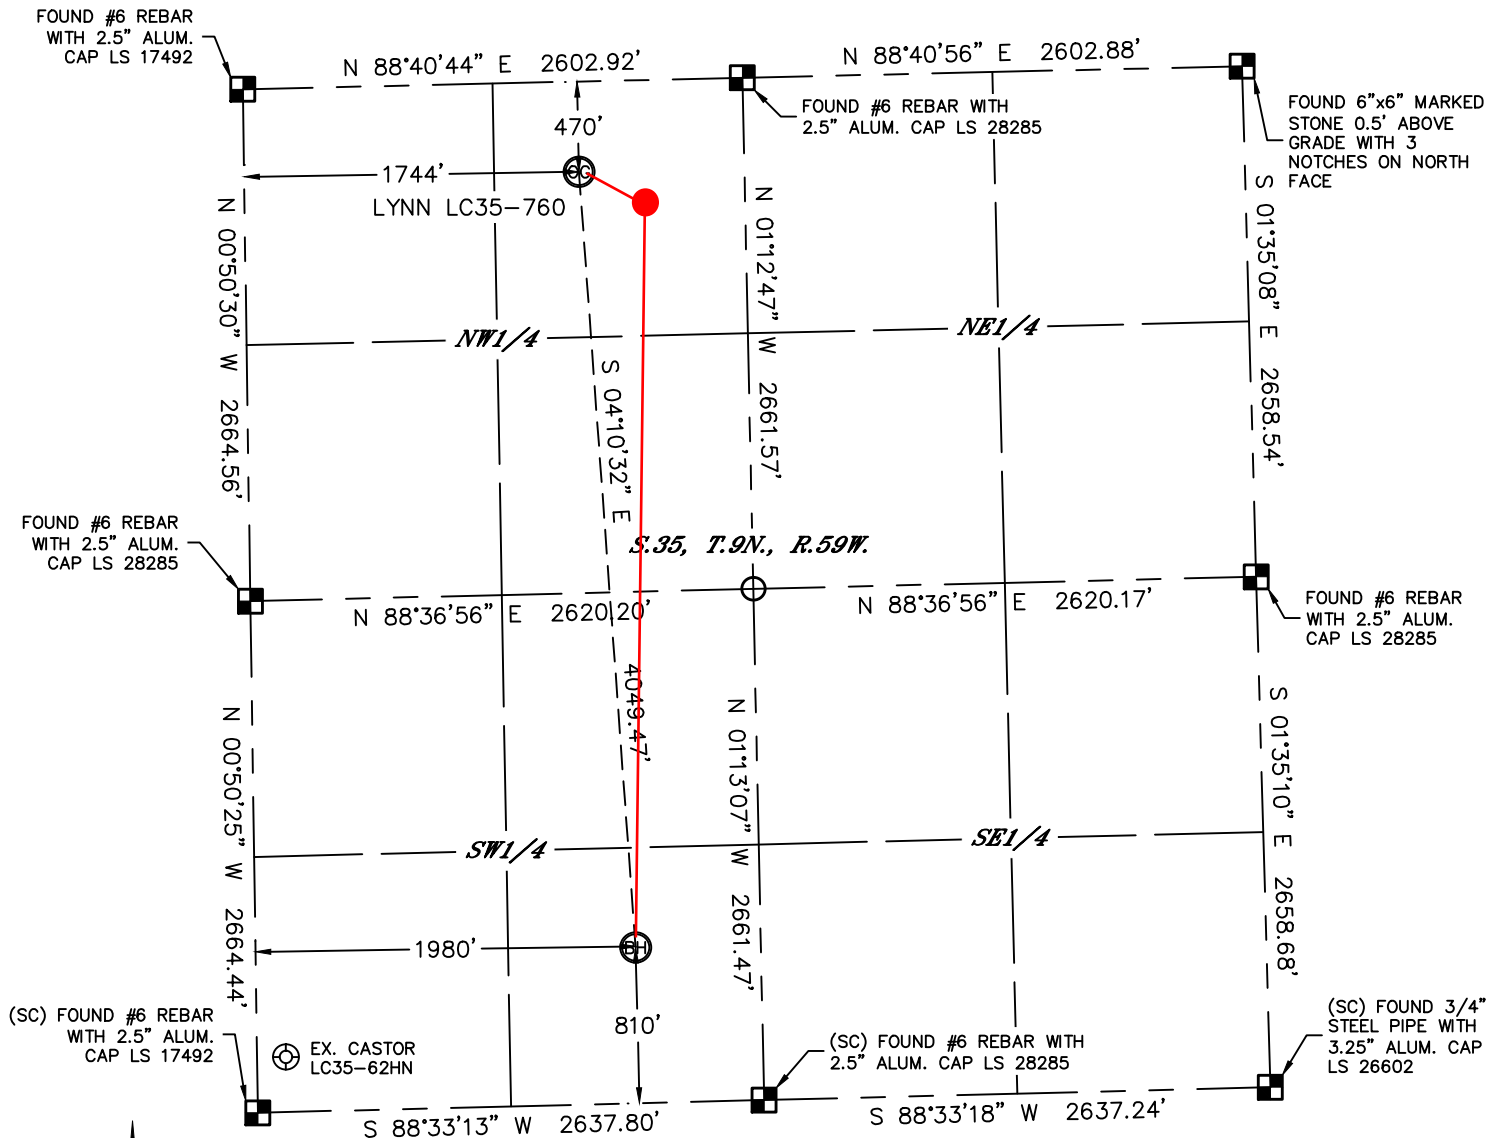 FOUND #6 REBAR
WITH 2.5" ALUM.
CAP LS 17492
N 88°40'44" E 2602.92'
N 88°40'56" E 2602.88'
FOUND #6 REBAR WITH
2.5" ALUM. CAP LS 28285
FOUND 6"x6" MARKED
STONE 0.5' ABOVE
GRADE WITH 3
NOTCHES ON NORTH
FACE
470'
1744'
LYNN LC35-760
N 00°50'30" W 2664.56'
N 01°12'47" W 2661.57'
S 01°35'08" E 2658.54'
NW1/4
NE1/4
S 04°10'32" E 4049.47'
S.35, T.9N., R.59W.
FOUND #6 REBAR
WITH 2.5" ALUM.
CAP LS 28285
N 88°36'56" E 2620.20'
N 88°36'56" E 2620.17'
FOUND #6 REBAR
WITH 2.5" ALUM.
CAP LS 28285
N 00°50'25" W 2664.44'
N 01°13'07" W 2661.47'
S 01°35'10" E 2658.68'
SW1/4
SE1/4
1980'
BH
810'
(SC) FOUND #6 REBAR
WITH 2.5" ALUM.
CAP LS 17492
EX. CASTOR
LC35-62HN
(SC) FOUND #6 REBAR WITH
2.5" ALUM. CAP LS 28285
(SC) FOUND 3/4"
STEEL PIPE WITH
3.25" ALUM. CAP
LS 26602
S 88°33'13" W 2637.80'
S 88°33'18" W 2637.24'